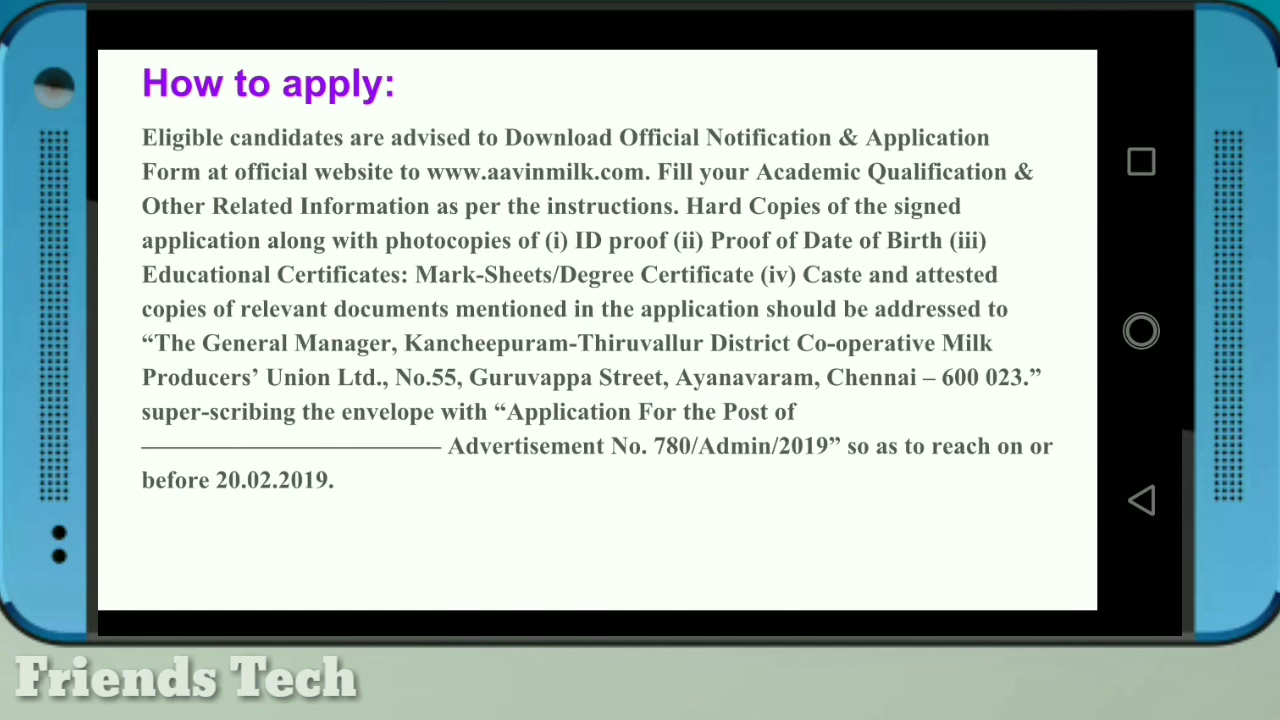 How to apply:
Eligible candidates are advised to Download Official Notification & Application
Form at official website to www.aavinmilk.com. Fill your Academic Qualification &
Other Related Information as per the instructions. Hard Copies of the signed
application along with photocopies of (i) ID proof (ii) Proof of Date of Birth (iii)
Educational Certificates: Mark-Sheets/Degree Certificate (iv) Caste and attested
copies of relevant documents mentioned in the application should be addressed to
“The General Manager, Kancheepuram-Thiruvallur District Co-operative Milk
Producers’ Union Ltd., No.55, Guruvappa Street, Ayanavaram, Chennai – 600 023.”
super-scribing the envelope with “Application For the Post of
————————————— Advertisement No. 780/Admin/2019” so as to reach on or
before 20.02.2019.
Friends Tech